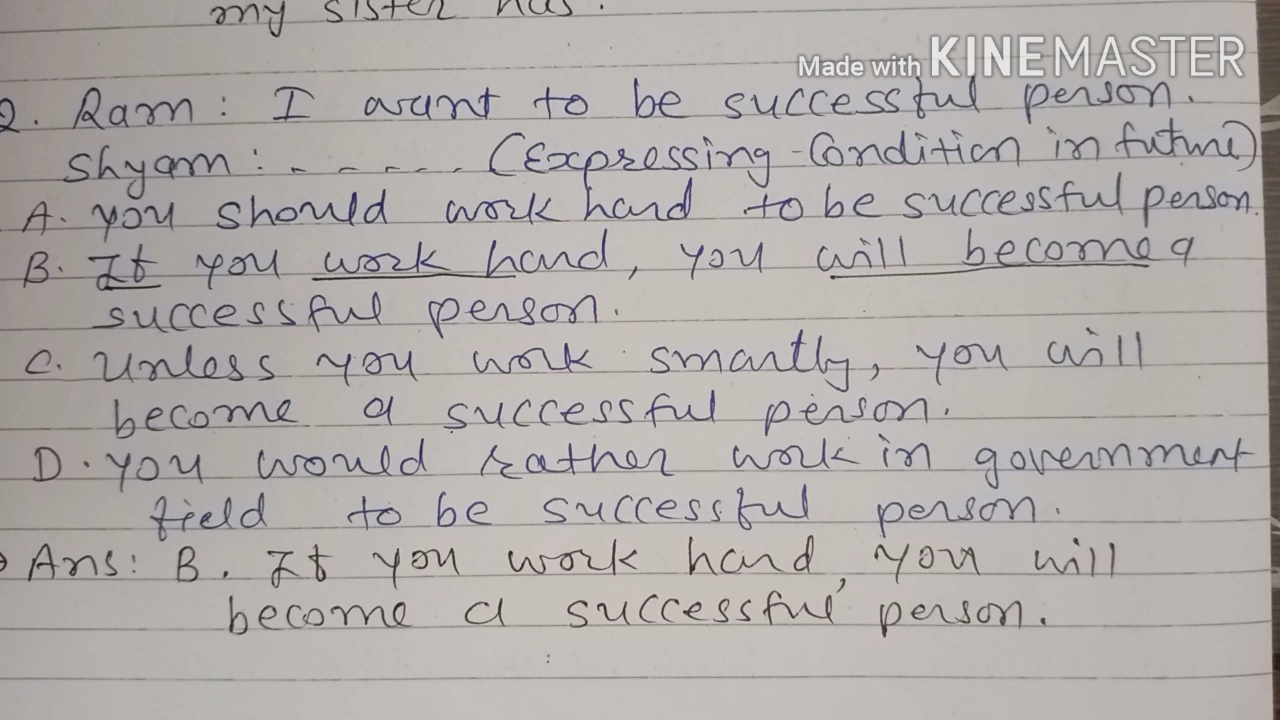 my sister has.
Made with KINEMASTER
2. Ram: I want to be successful person.
Shyam: - - - - - (Expressing Condition in future)
A. you should work hard to be successful person.
B. If you work hard, you will become a
successful person.
C. Unless you work smartly, you will
become a successful person.
D. you would rather work in government
field to be successful person.
Ans: B. If you work hard, you will
become a successful person.